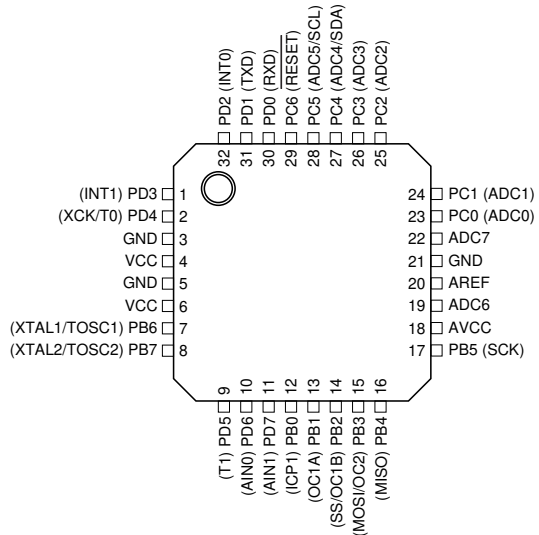 PD2 (INT0)
PD1 (TXD)
PD0 (RXD)
PC6 (RESET)
PC5 (ADC5/SCL)
PC4 (ADC4/SDA)
PC3 (ADC3)
PC2 (ADC2)
32
31
30
29
28
27
26
25
(INT1) PD3 1
(XCK/T0) PD4 2
GND 3
VCC 4
GND 5
VCC 6
(XTAL1/TOSC1) PB6 7
(XTAL2/TOSC2) PB7 8
24 PC1 (ADC1)
23 PC0 (ADC0)
22 ADC7
21 GND
20 AREF
19 ADC6
18 AVCC
17 PB5 (SCK)
9
10
11
12
13
14
15
16
(T1) PD5
(AIN0) PD6
(AIN1) PD7
(ICP1) PB0
(OC1A) PB1
(SS/OC1B) PB2
(MOSI/OC2) PB3
(MISO) PB4